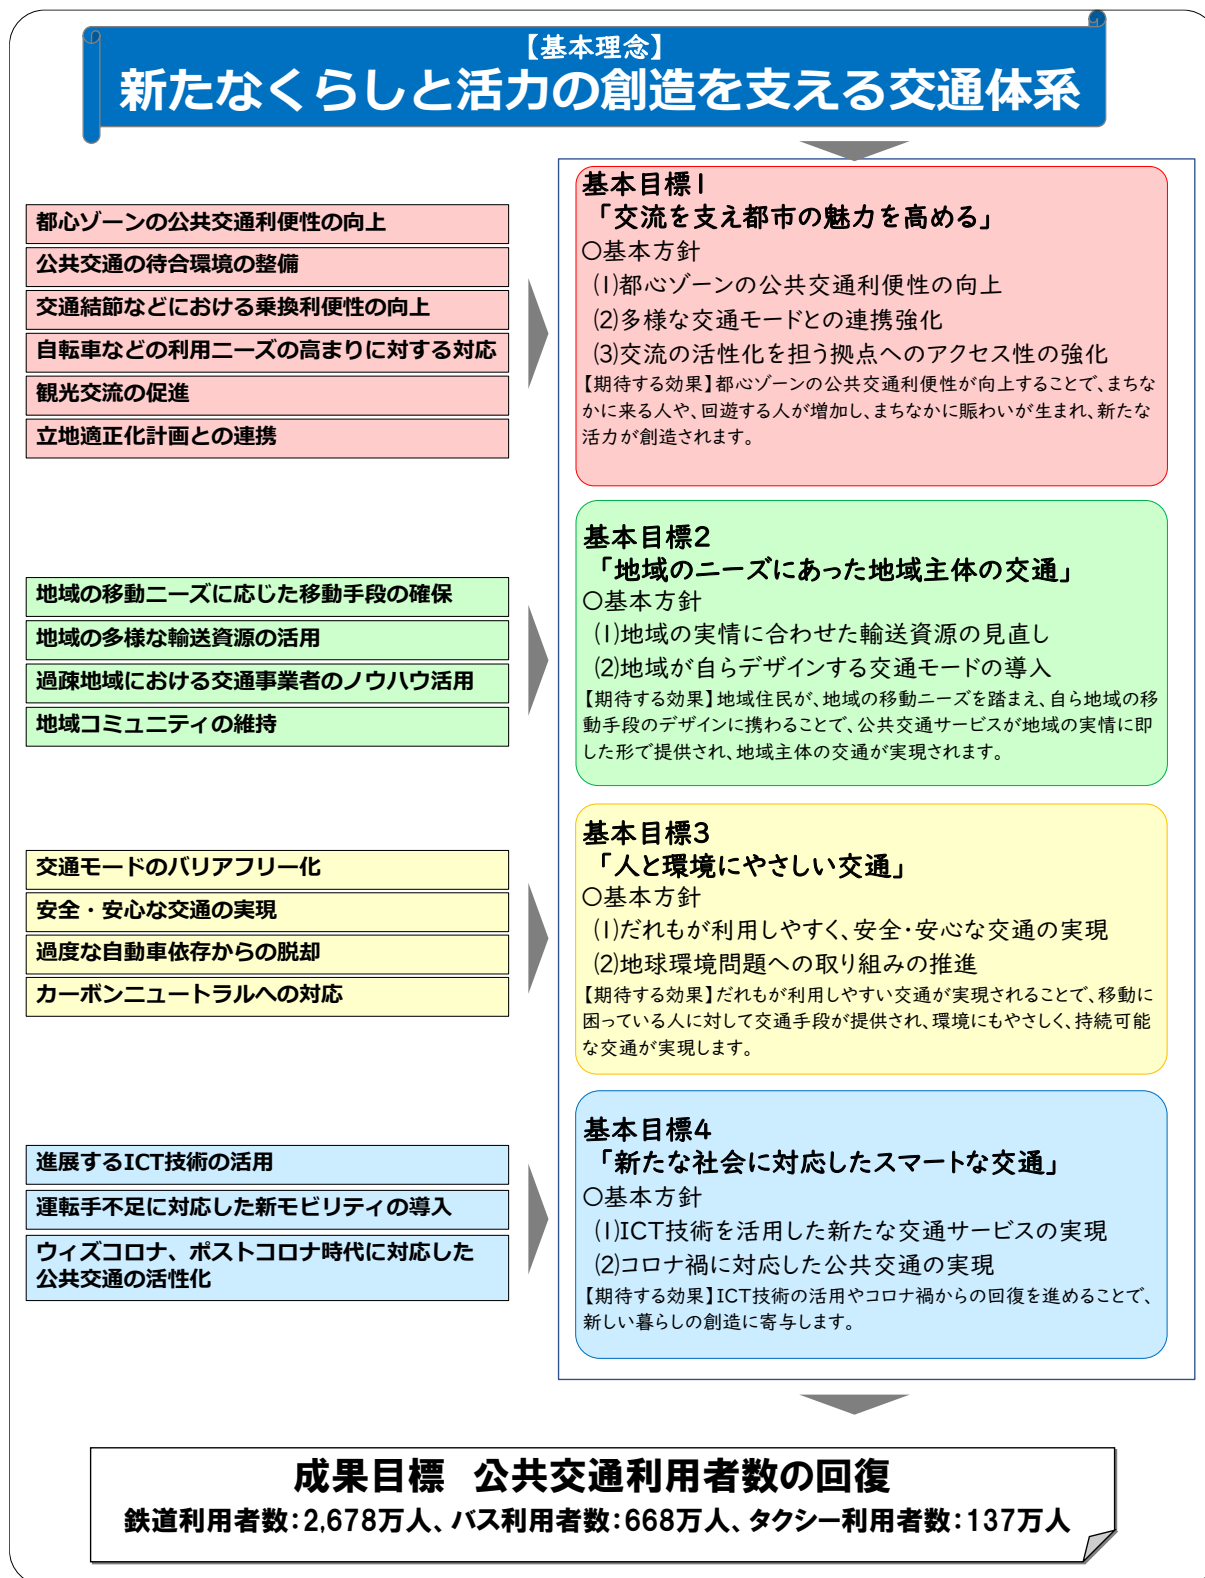 【基本理念】
新たなくらしと活力の創造を支える交通体系
都心ゾーンの公共交通利便性の向上
公共交通の待合環境の整備
交通結節などにおける乗換利便性の向上
自転車などの利用ニーズの高まりに対する対応
観光交流の促進
立地適正化計画との連携
基本目標1
「交流を支え都市の魅力を高める」
〇基本方針
(1)都心ゾーンの公共交通利便性の向上
(2)多様な交通モードとの連携強化
(3)交流の活性化を担う拠点へのアクセス性の強化
【期待する効果】都心ゾーンの公共交通利便性が向上することで、まちな
かに来る人や、回遊する人が増加し、まちなかに賑わいが生まれ、新たな
活力が創造されます。
地域の移動ニーズに応じた移動手段の確保
地域の多様な輸送資源の活用
過疎地域における交通事業者のノウハウ活用
地域コミュニティの維持
基本目標2
「地域のニーズにあった地域主体の交通」
〇基本方針
(1)地域の実情に合わせた輸送資源の見直し
(2)地域が自らデザインする交通モードの導入
【期待する効果】地域住民が、地域の移動ニーズを踏まえ、自ら地域の移
動手段のデザインに携わることで、公共交通サービスが地域の実情に即
した形で提供され、地域主体の交通が実現されます。
交通モードのバリアフリー化
安全・安心な交通の実現
過度な自動車依存からの脱却
カーボンニュートラルへの対応
基本目標3
「人と環境にやさしい交通」
〇基本方針
(1)だれもが利用しやすく、安全・安心な交通の実現
(2)地球環境問題への取り組みの推進
【期待する効果】だれもが利用しやすい交通が実現されることで、移動に
困っている人に対して交通手段が提供され、環境にもやさしく、持続可能
な交通が実現します。
進展するICT技術の活用
運転手不足に対応した新モビリティの導入
ウィズコロナ、ポストコロナ時代に対応した
公共交通の活性化
基本目標4
「新たな社会に対応したスマートな交通」
〇基本方針
(1)ICT技術を活用した新たな交通サービスの実現
(2)コロナ禍に対応した公共交通の実現
【期待する効果】ICT技術の活用やコロナ禍からの回復を進めることで、
新しい暮らしの創造に寄与します。
成果目標 公共交通利用者数の回復
鉄道利用者数：2,678万人、バス利用者数：668万人、タクシー利用者数：137万人